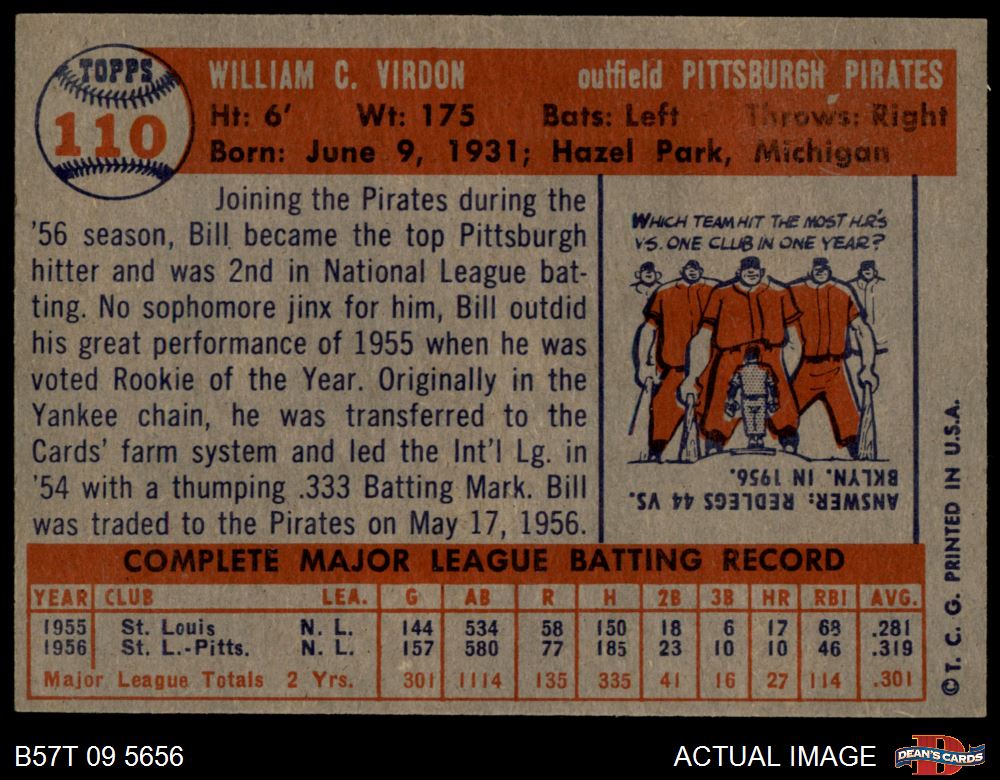 TOPPS
110
WILLIAM C. VIRDON outfield PITTSBURGH PIRATES
Ht: 6' Wt: 175 Bats: Left Throws: Right
Born: June 9, 1931; Hazel Park, Michigan
Joining the Pirates during the
'56 season, Bill became the top Pittsburgh
hitter and was 2nd in National League bat-
ting. No sophomore jinx for him, Bill outdid
his great performance of 1955 when he was
voted Rookie of the Year. Originally in the
Yankee chain, he was transferred to the
Cards' farm system and led the Int'l Lg. in
'54 with a thumping .333 Batting Mark. Bill
was traded to the Pirates on May 17, 1956.
WHICH TEAM HIT THE MOST H.R'S
VS. ONE CLUB IN ONE YEAR?
ANSWER: REDLEGS 44 VS.
BKLYN. IN 1956.
COMPLETE MAJOR LEAGUE BATTING RECORD
YEAR CLUB LEA. G AB R H 2B 3B HR RBI AVG.
1955 St. Louis N. L. 144 534 58 150 18 6 17 68 .281
1956 St. L.-Pitts. N. L. 157 580 77 185 23 10 10 46 .319
Major League Totals 2 Yrs. 301 1114 135 335 41 16 27 114 .301
© T. C. G. PRINTED IN U.S.A.
B57T 09 5656 ACTUAL IMAGE
DEAN'S CARDS